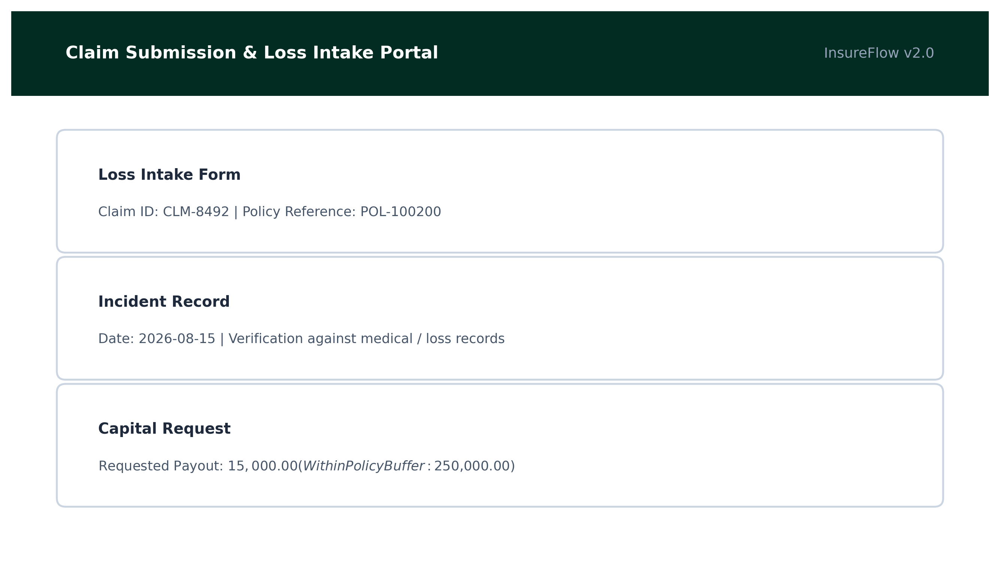 Claim Submission & Loss Intake Portal
InsureFlow v2.0
Loss Intake Form
Claim ID: CLM-8492 | Policy Reference: POL-100200
Incident Record
Date: 2026-08-15 | Verification against medical / loss records
Capital Request
Requested Payout: 15, 000.00(WithinPolicyBuffer : 250,000.00)